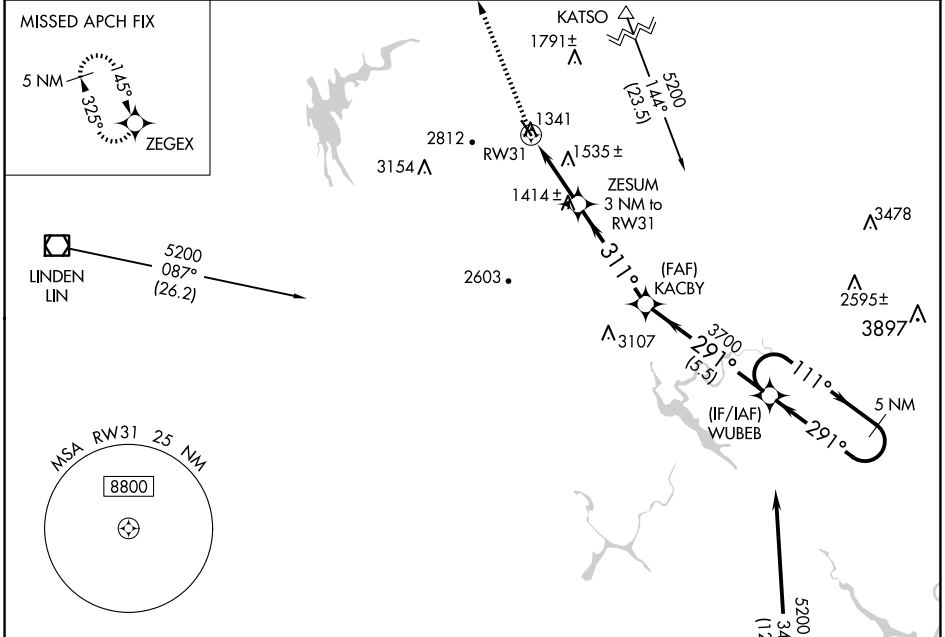 MISSED APCH FIX
5 NM
145°
325°
ZEGEX
KATSO
1791±
5200
144°
(23.5)
1341
2812
RW31
3154
1535±
1414±
ZESUM
3 NM to
RW31
3478
LINDEN
LIN
5200
087°
(26.2)
311°
2603
(FAF)
KACBY
2595±
3897
3107
3700
291°
(5.5)
111°
5 NM
(IF/IAF)
WUBEB
291°
MSA RW31 25 NM
8800
5200